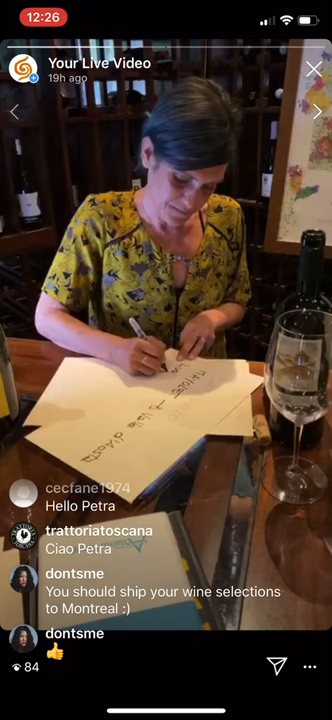 12:26
Your Live Video
19h ago
cecfane1974
Hello Petra
trattoriatoscana
Ciao Petra
dontsme
You should ship your wine selections
to Montreal :)
dontsme
👍
84